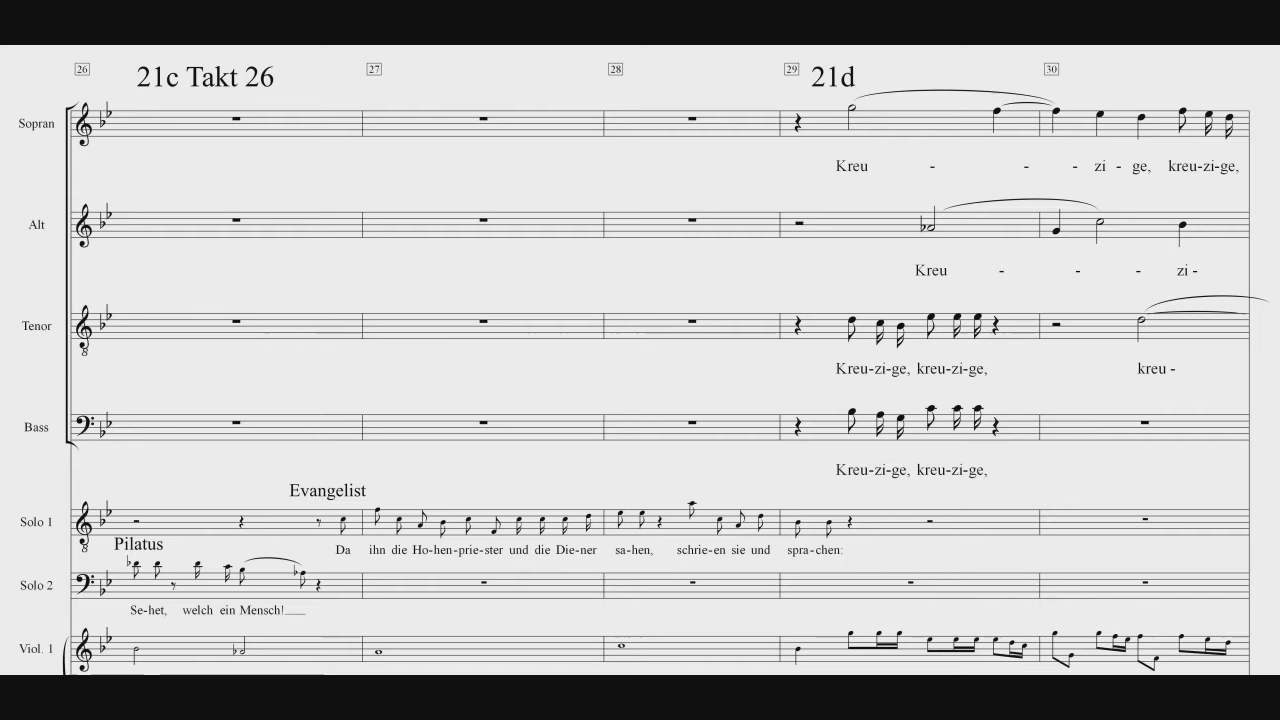 26 21c Takt 26 27 28 29 21d 30
Sopran
Kreu - - - zi - ge, kreu-zi-ge,
Alt
Kreu - - - zi -
Tenor
Kreu-zi-ge, kreu-zi-ge, kreu -
Bass
Kreu-zi-ge, kreu-zi-ge,
Evangelist
Solo 1
Da ihn die Ho-hen-prie-ster und die Die-ner sa-hen, schrie-en sie und spra-chen:
Pilatus
Solo 2
Se-het, welch ein Mensch!
Viol. 1